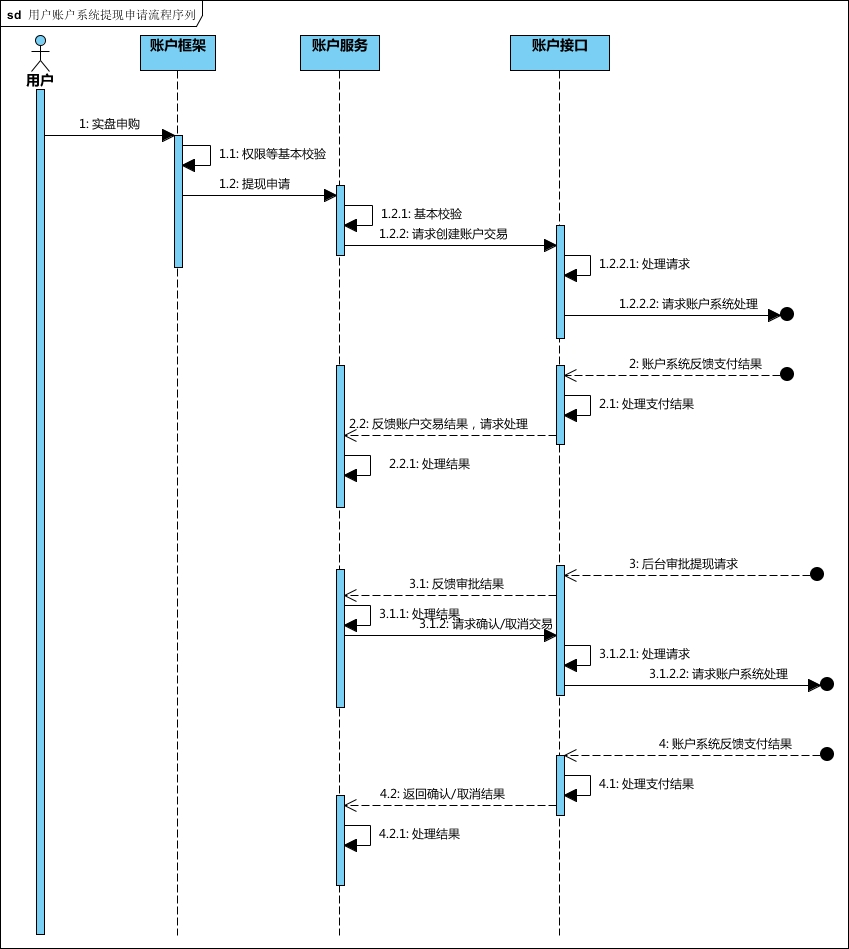 sd 用户账户系统提现申请流程序列
用户
账户框架
账户服务
账户接口
1: 实盘申购
1.1: 权限等基本校验
1.2: 提现申请
1.2.1: 基本校验
1.2.2: 请求创建账户交易
1.2.2.1: 处理请求
1.2.2.2: 请求账户系统处理
2: 账户系统反馈支付结果
2.1: 处理支付结果
2.2: 反馈账户交易结果，请求处理
2.2.1: 处理结果
3: 后台审批提现请求
3.1: 反馈审批结果
3.1.1: 处理结果
3.1.2: 请求确认/取消交易
3.1.2.1: 处理请求
3.1.2.2: 请求账户系统处理
4: 账户系统反馈支付结果
4.1: 处理支付结果
4.2: 返回确认/取消结果
4.2.1: 处理结果